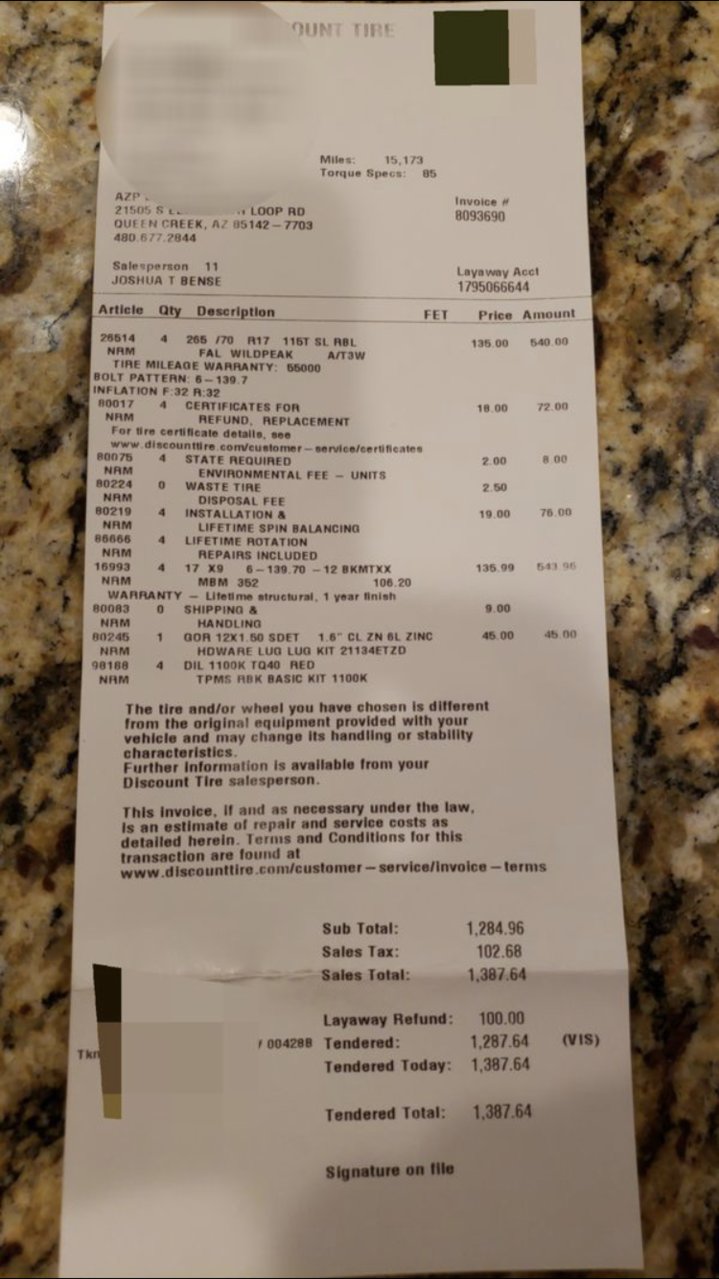 OUNT TIRE
Miles: 15,173
Torque Specs: 85
AZP
21505 S LOOP RD
QUEEN CREEK, AZ 85142-7703
480.677.2844
Invoice #
8093690
Salesperson 11
JOSHUA T BENSE
Layaway Acct
1795066644
Article Qty Description FET Price Amount
26514 4 265 /70 R17 115T SL RBL 135.00 540.00
NRM FAL WILDPEAK A/T3W
TIRE MILEAGE WARRANTY: 55000
BOLT PATTERN: 6-139.7
INFLATION F:32 R:32
80017 4 CERTIFICATES FOR 18.00 72.00
NRM REFUND, REPLACEMENT
For tire certificate details, see
www.discounttire.com/customer-service/certificates
80075 4 STATE REQUIRED 2.00 8.00
NRM ENVIRONMENTAL FEE - UNITS
80224 0 WASTE TIRE 2.50
NRM DISPOSAL FEE
80219 4 INSTALLATION & 19.00 76.00
NRM LIFETIME SPIN BALANCING
86666 4 LIFETIME ROTATION
NRM REPAIRS INCLUDED
16993 4 17 X9 6-139.70 -12 BKMTXX 135.99 543.96
NRM MBM 352 106.20
WARRANTY - Lifetime structural, 1 year finish
80083 0 SHIPPING & 9.00
NRM HANDLING
80245 1 GOR 12X1.50 SDET 1.6" CL ZN 6L ZINC 45.00 45.00
NRM HDWARE LUG LUG KIT 21134ETZD
98188 4 DIL 1100K TQ40 RED
NRM TPMS RBK BASIC KIT 1100K
The tire and/or wheel you have chosen is different
from the original equipment provided with your
vehicle and may change its handling or stability
characteristics.
Further information is available from your
Discount Tire salesperson.
This invoice, if and as necessary under the law,
is an estimate of repair and service costs as
detailed herein. Terms and Conditions for this
transaction are found at
www.discounttire.com/customer-service/invoice-terms
Sub Total: 1,284.96
Sales Tax: 102.68
Sales Total: 1,387.64
Layaway Refund: 100.00
Tkn / 004288 Tendered: 1,287.64 (VIS)
Tendered Today: 1,387.64
Tendered Total: 1,387.64
Signature on file